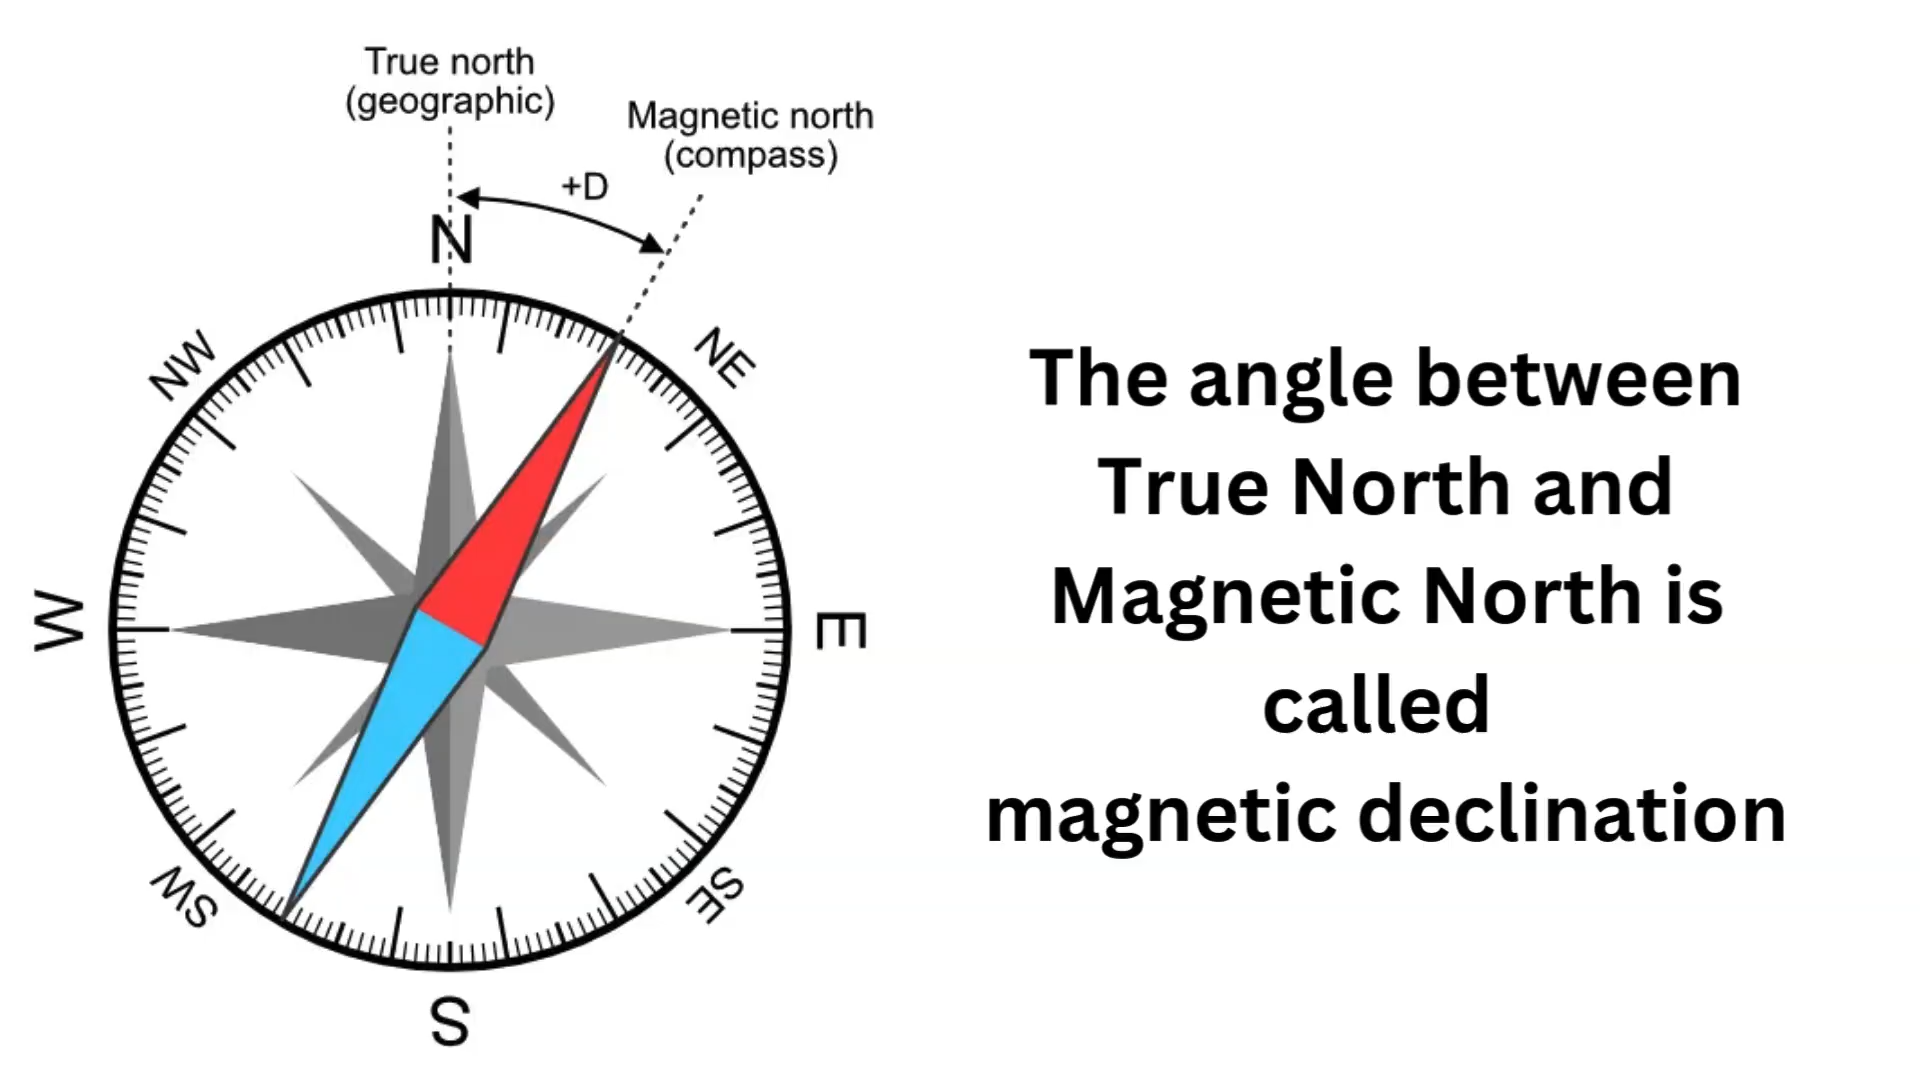 True north
(geographic)
Magnetic north
(compass)
+D
N
NW
NE
W
E
SW
SE
S
The angle between
True North and
Magnetic North is
called
magnetic declination